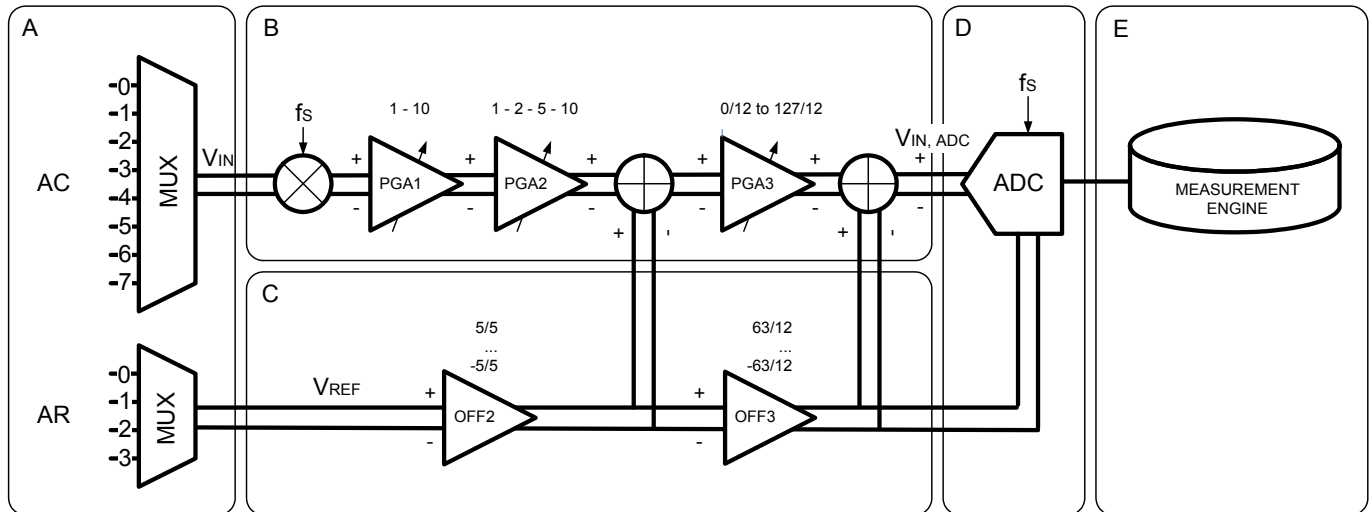 A
B
D
E
AC
0
1
2
3
4
5
6
7
MUX
VIN
fS
1 - 10
1 - 2 - 5 - 10
0/12 to 127/12
VIN, ADC
fS
+ + + + + +
PGA1
PGA2
PGA3
ADC
MEASUREMENT
ENGINE
- - - - - -
+ '
+ '
C
AR
0
1
2
3
MUX
VREF
5/5
...
-5/5
63/12
...
-63/12
+ +
OFF2
OFF3
- -